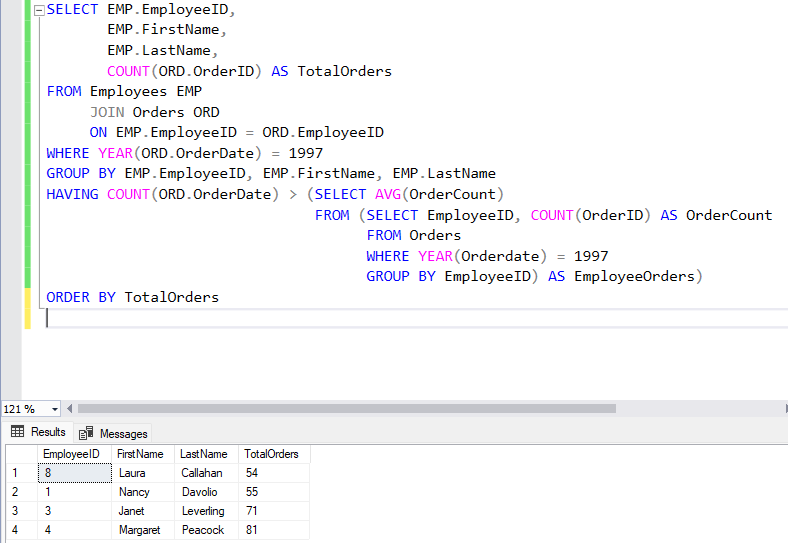 SELECT EMP.EmployeeID,
EMP.FirstName,
EMP.LastName,
COUNT(ORD.OrderID) AS TotalOrders
FROM Employees EMP
JOIN Orders ORD
ON EMP.EmployeeID = ORD.EmployeeID
WHERE YEAR(ORD.OrderDate) = 1997
GROUP BY EMP.EmployeeID, EMP.FirstName, EMP.LastName
HAVING COUNT(ORD.OrderDate) > (SELECT AVG(OrderCount)
FROM (SELECT EmployeeID, COUNT(OrderID) AS OrderCount
FROM Orders
WHERE YEAR(Orderdate) = 1997
GROUP BY EmployeeID) AS EmployeeOrders)
ORDER BY TotalOrders
121 %
Results Messages
EmployeeID FirstName LastName TotalOrders
1 8 Laura Callahan 54
2 1 Nancy Davolio 55
3 3 Janet Leverling 71
4 4 Margaret Peacock 81